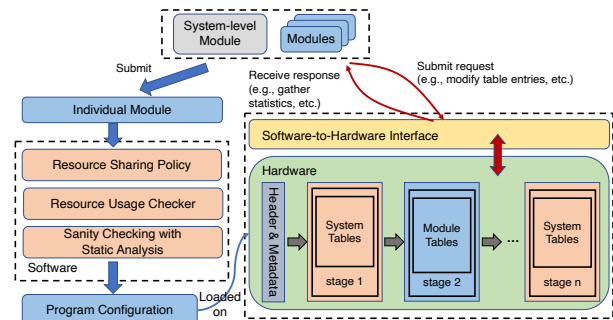 System-level
Module
Modules
Submit
Receive response
(e.g., gather
statistics, etc.)
Submit request
(e.g., modify table entries, etc.)
Individual Module
Software-to-Hardware Interface
Resource Sharing Policy
Resource Usage Checker
Sanity Checking with
Static Analysis
Software
Program Configuration
Loaded
on
Hardware
Header & Metadata
System
Tables
stage 1
Module
Tables
stage 2
...
System
Tables
stage n